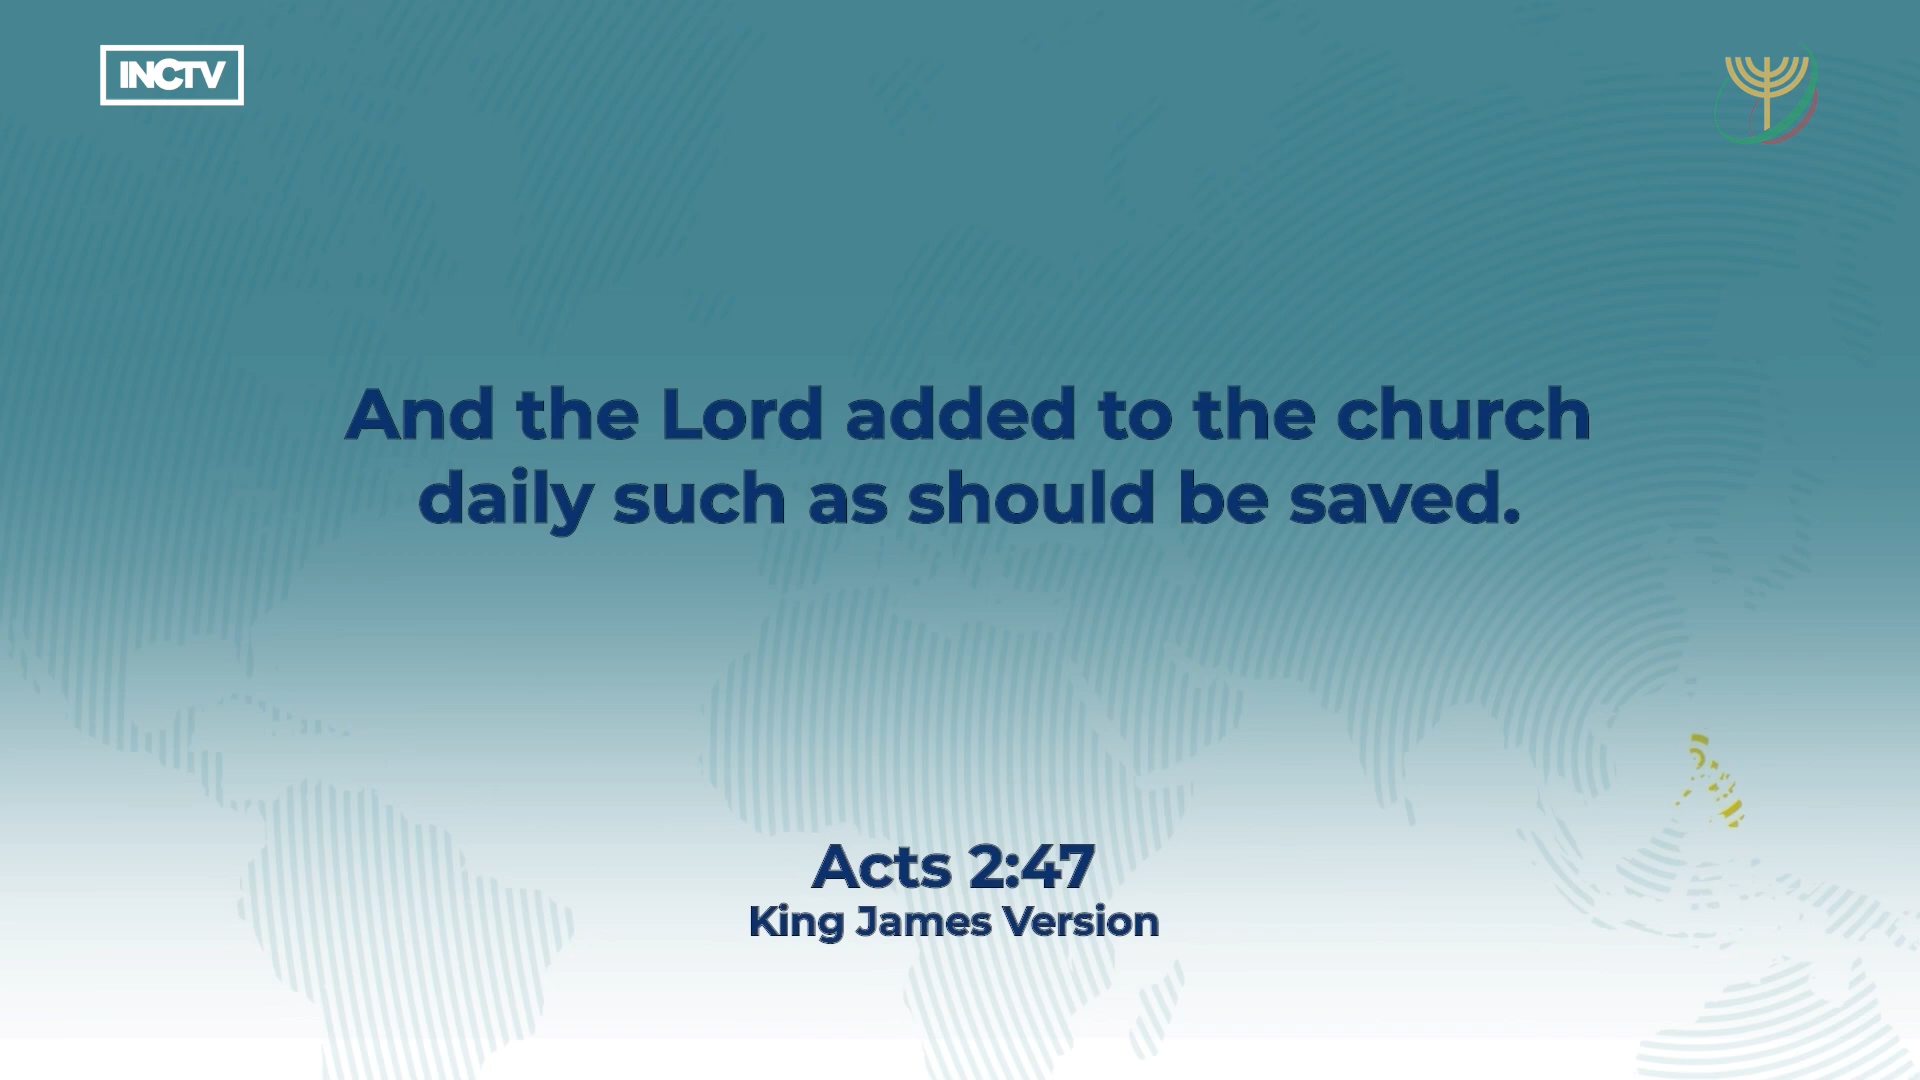 INCTV
And the Lord added to the church
daily such as should be saved.
Acts 2:47
King James Version